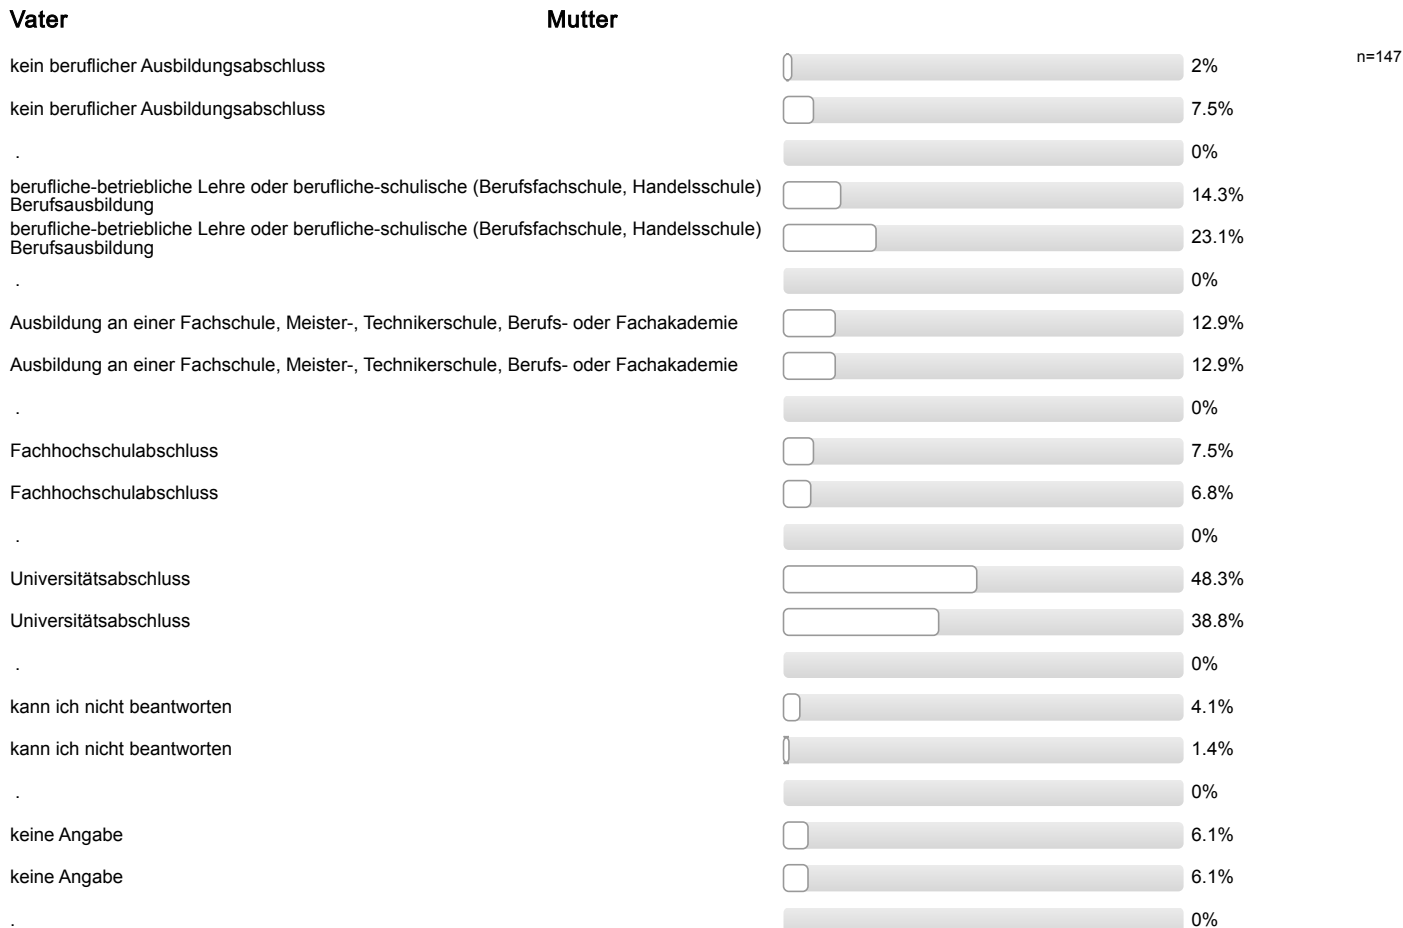 Vater Mutter
n=147
kein beruflicher Ausbildungsabschluss 2%
kein beruflicher Ausbildungsabschluss 7.5%
. 0%
berufliche-betriebliche Lehre oder berufliche-schulische (Berufsfachschule, Handelsschule)
Berufsausbildung 14.3%
berufliche-betriebliche Lehre oder berufliche-schulische (Berufsfachschule, Handelsschule)
Berufsausbildung 23.1%
. 0%
Ausbildung an einer Fachschule, Meister-, Technikerschule, Berufs- oder Fachakademie 12.9%
Ausbildung an einer Fachschule, Meister-, Technikerschule, Berufs- oder Fachakademie 12.9%
. 0%
Fachhochschulabschluss 7.5%
Fachhochschulabschluss 6.8%
. 0%
Universitätsabschluss 48.3%
Universitätsabschluss 38.8%
. 0%
kann ich nicht beantworten 4.1%
kann ich nicht beantworten 1.4%
. 0%
keine Angabe 6.1%
keine Angabe 6.1%
. 0%